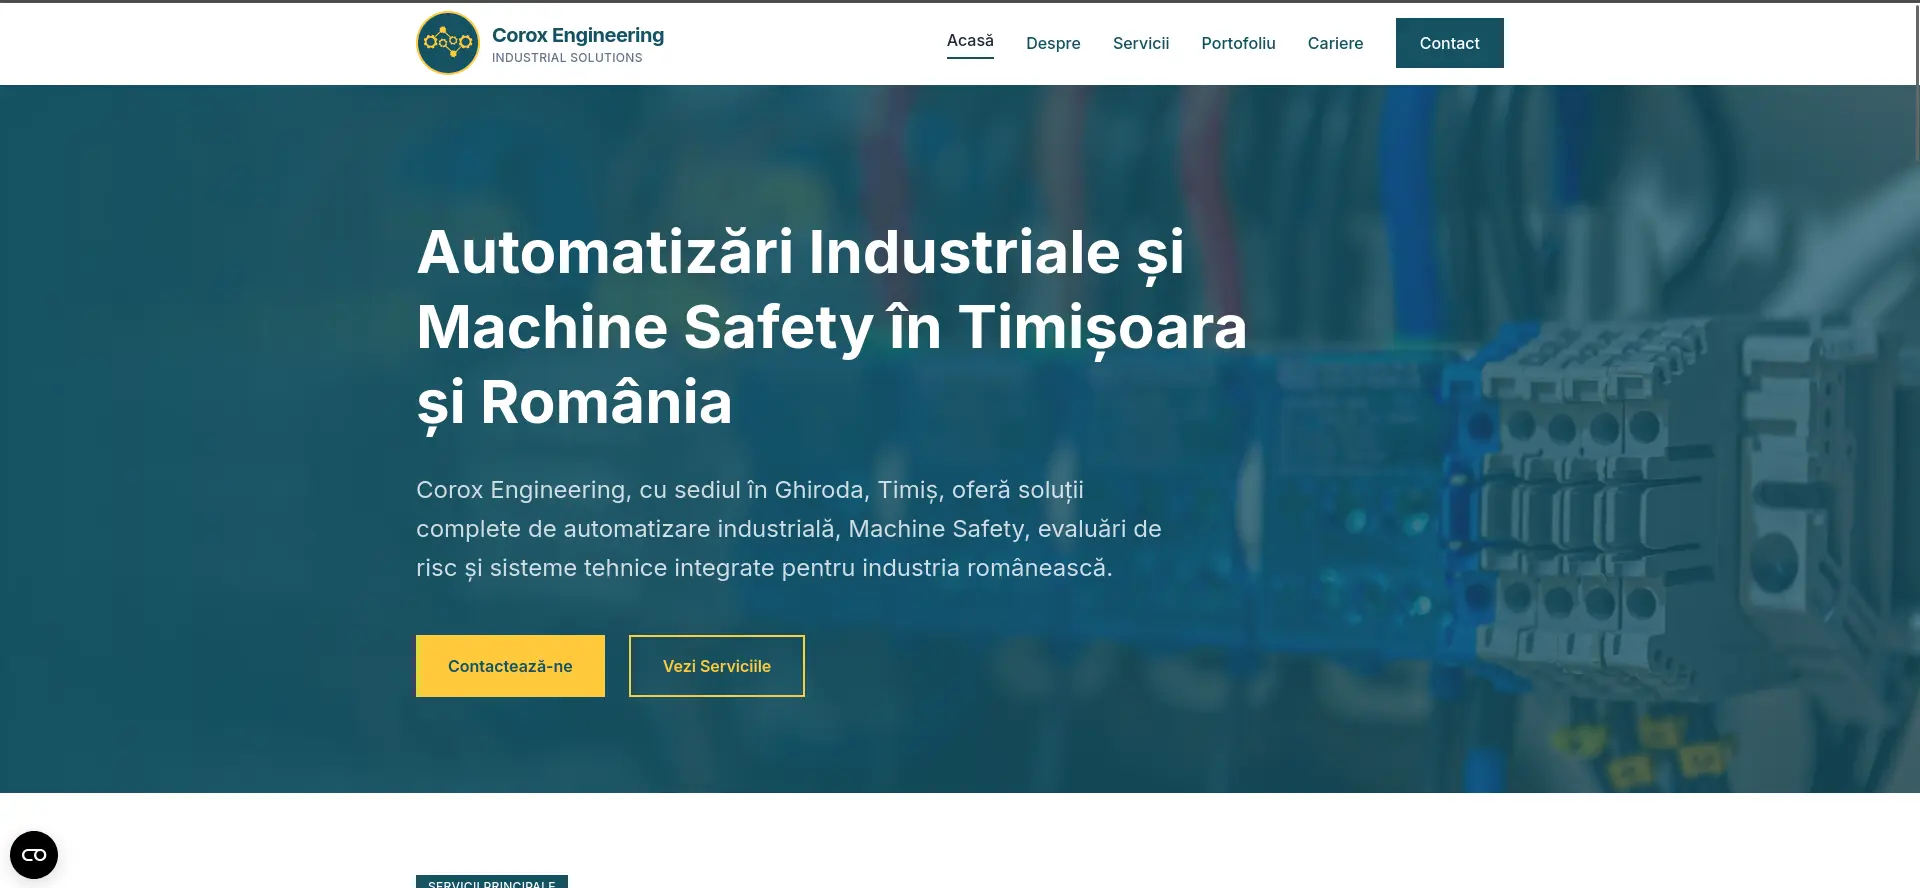 Corox Engineering
INDUSTRIAL SOLUTIONS
Acasă
Despre
Servicii
Portofoliu
Cariere
Contact
Automatizări Industriale și
Machine Safety în Timișoara
și România
Corox Engineering, cu sediul în Ghiroda, Timiș, oferă soluții
complete de automatizare industrială, Machine Safety, evaluări de
risc și sisteme tehnice integrate pentru industria românească.
Contactează-ne
Vezi Serviciile
SERVICII PRINCIPALE